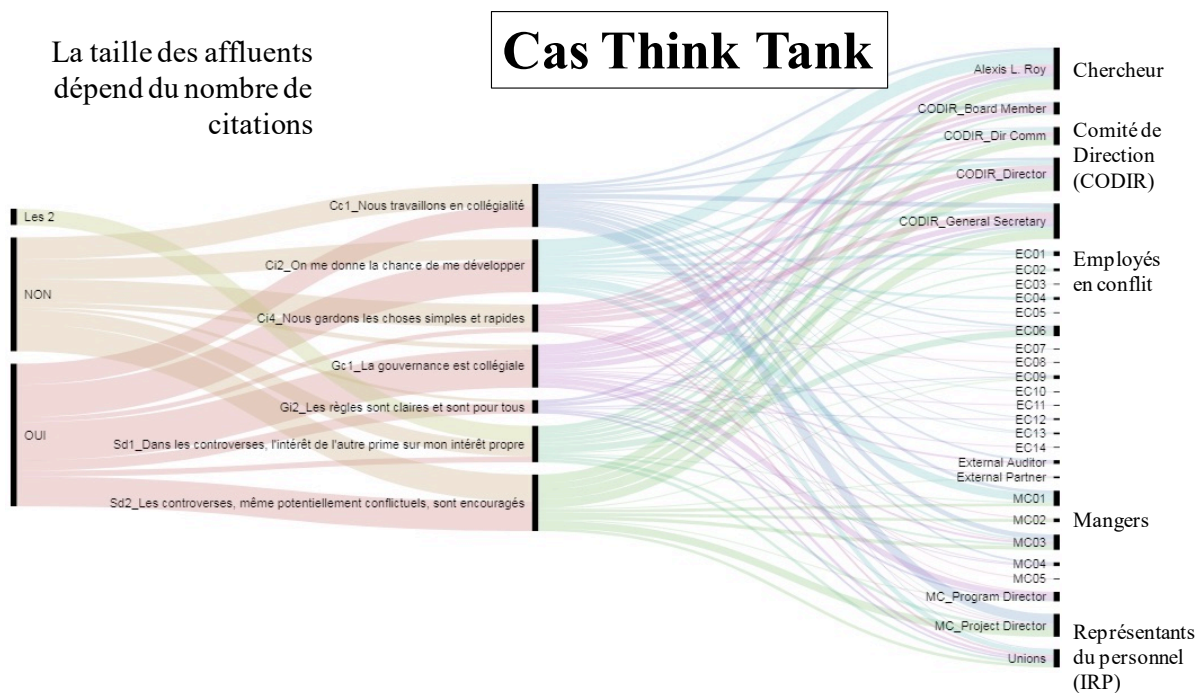 La taille des affluents
dépend du nombre de
citations
Cas Think Tank
Les 2
NON
OUI
Cc1_Nous travaillons en collégialité
Ci2_On me donne la chance de me développer
Ci4_Nous gardons les choses simples et rapides
Gc1_La gouvernance est collégiale
Gi2_Les règles sont claires et sont pour tous
Sd1_Dans les controverses, l'intérêt de l'autre prime sur mon intérêt propre
Sd2_Les controverses, même potentiellement conflictuels, sont encouragés
Alexis L. Roy
CODIR_Board Member
CODIR_Dir Comm
CODIR_Director
CODIR_General Secretary
EC01
EC02
EC03
EC04
EC05
EC06
EC07
EC08
EC09
EC10
EC11
EC12
EC13
EC14
External Auditor
External Partner
MC01
MC02
MC03
MC04
MC05
MC_Program Director
MC_Project Director
Unions
Chercheur
Comité de
Direction
(CODIR)
Employés
en conflit
Mangers
Représentants
du personnel
(IRP)